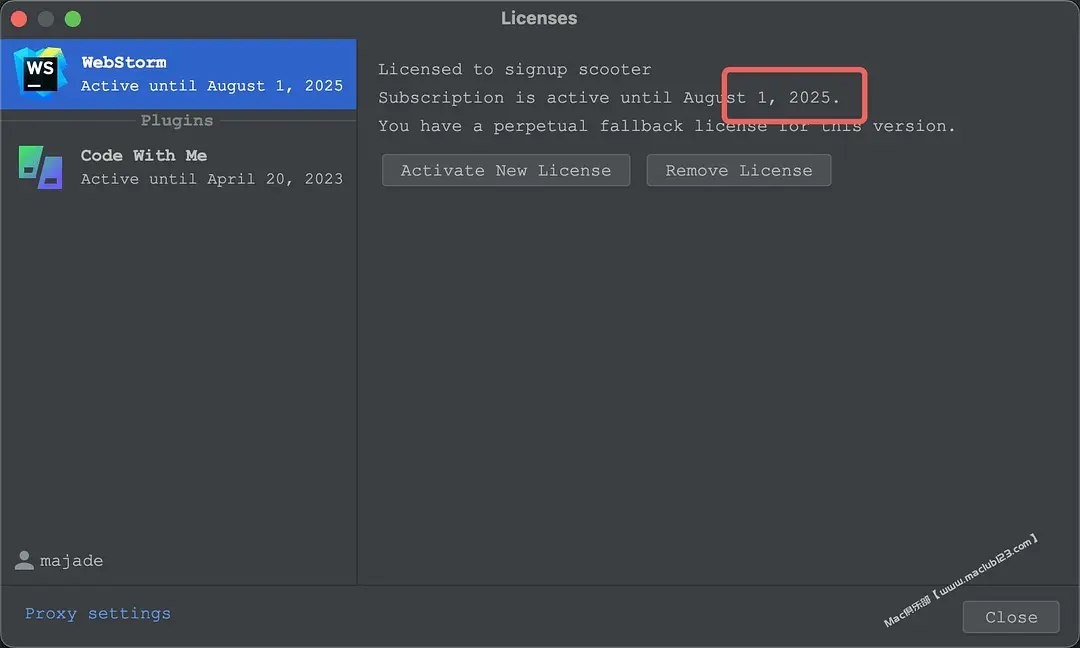 Licenses
WS
WebStorm
Active until August 1, 2025
Plugins
Code With Me
Active until April 20, 2023
Licensed to signup scooter
Subscription is active until August 1, 2025.
You have a perpetual fallback license for this version.
Activate New License
Remove License
majade
Proxy settings
Mac俱乐部【www.maclub123.com】
Close